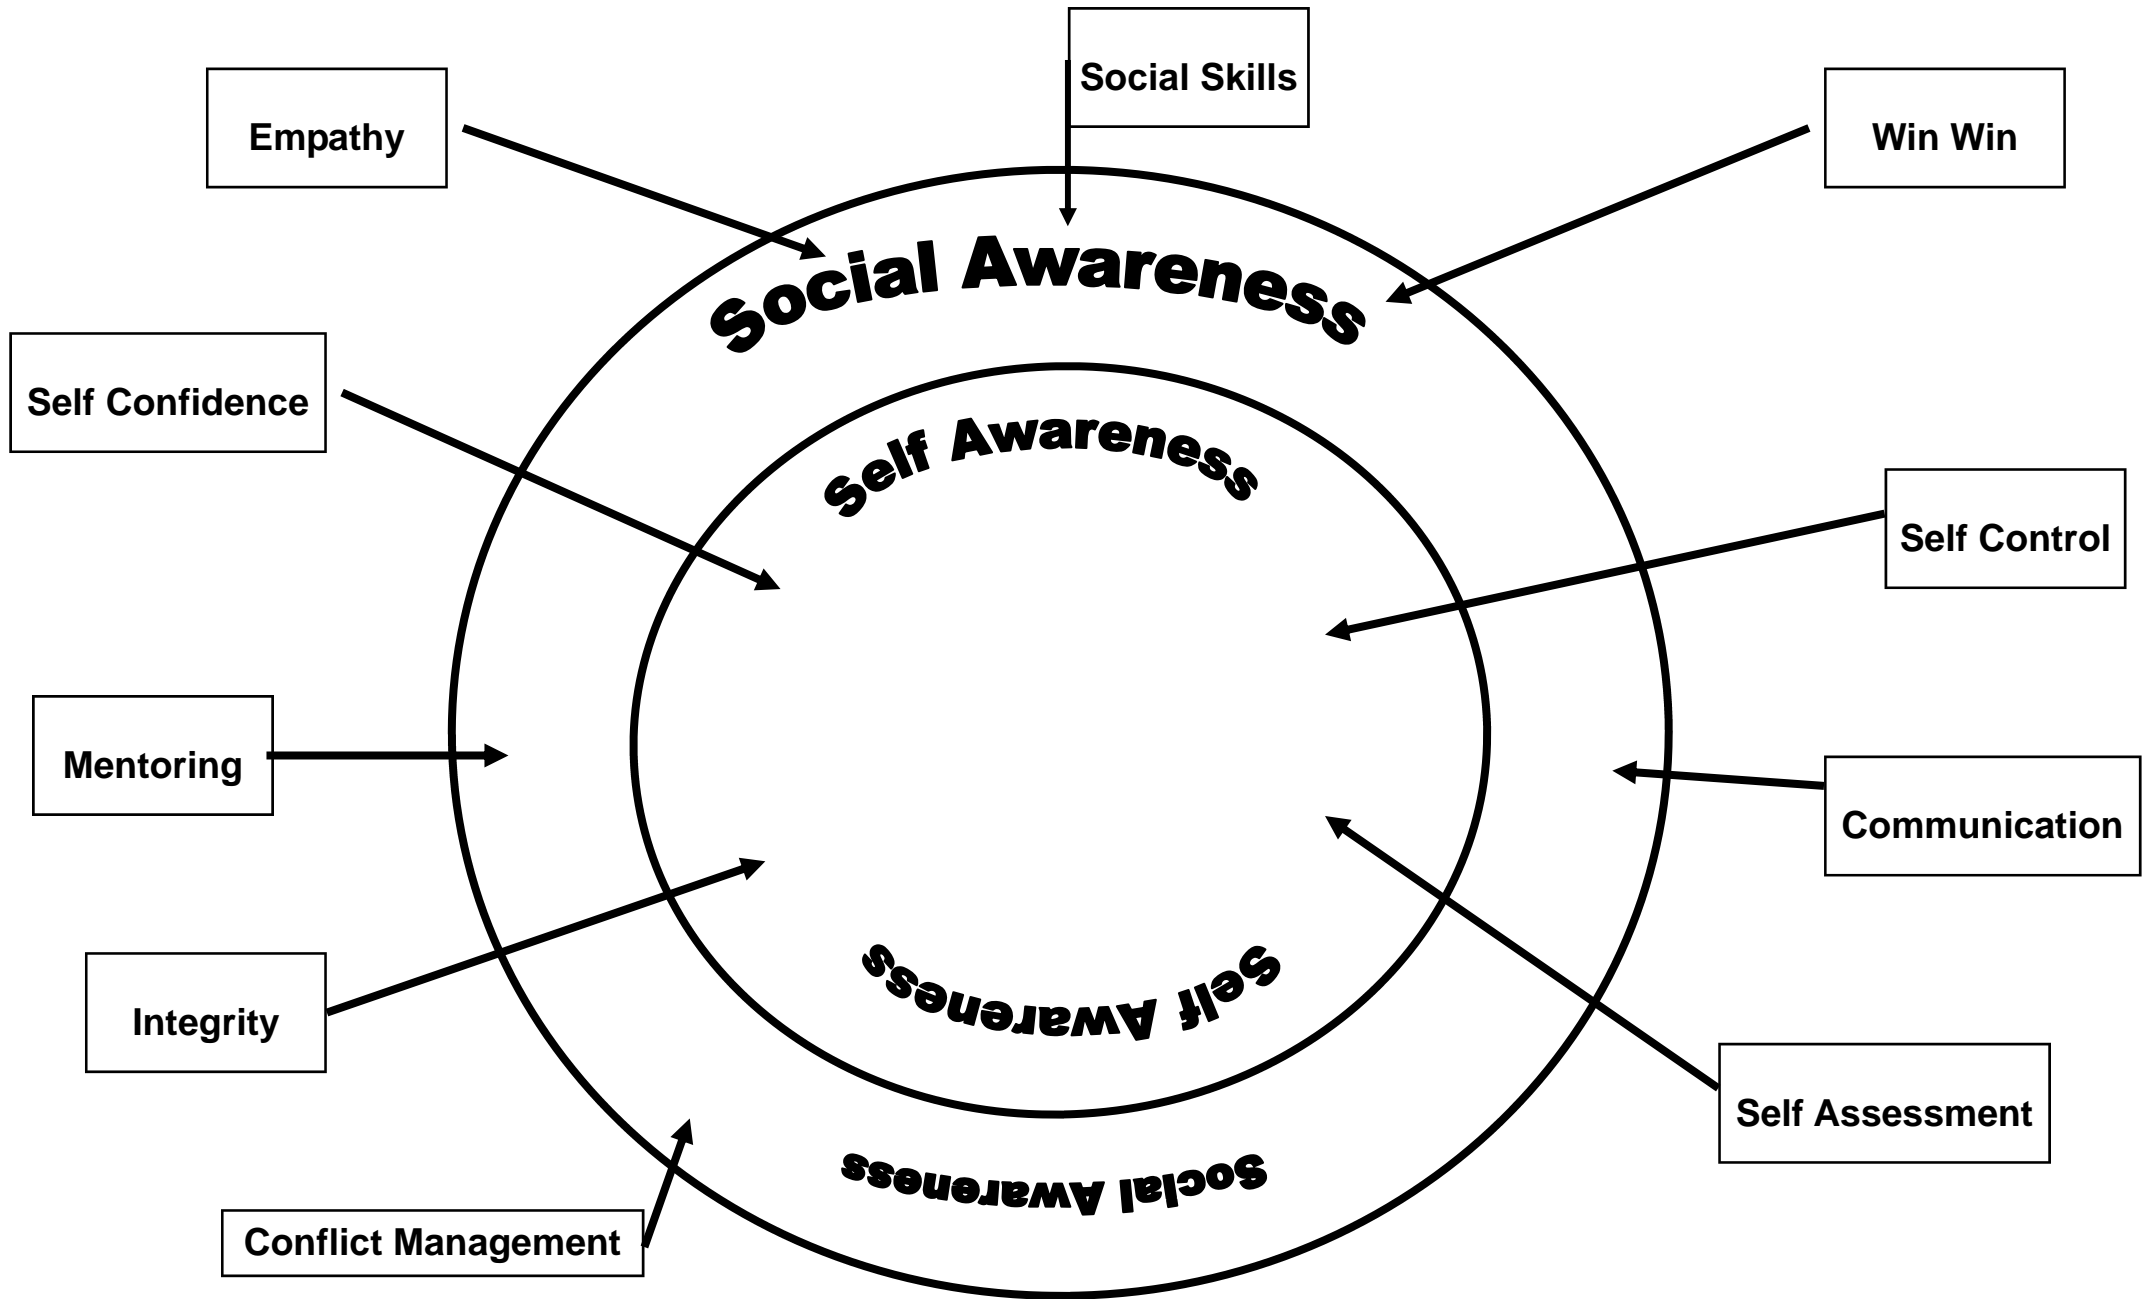 Social Skills
Empathy
Win Win
Social Awareness
Self Confidence
Self Awareness
Self Control
Mentoring
Communication
Self Awareness
Integrity
Self Assessment
Social Awareness
Conflict Management